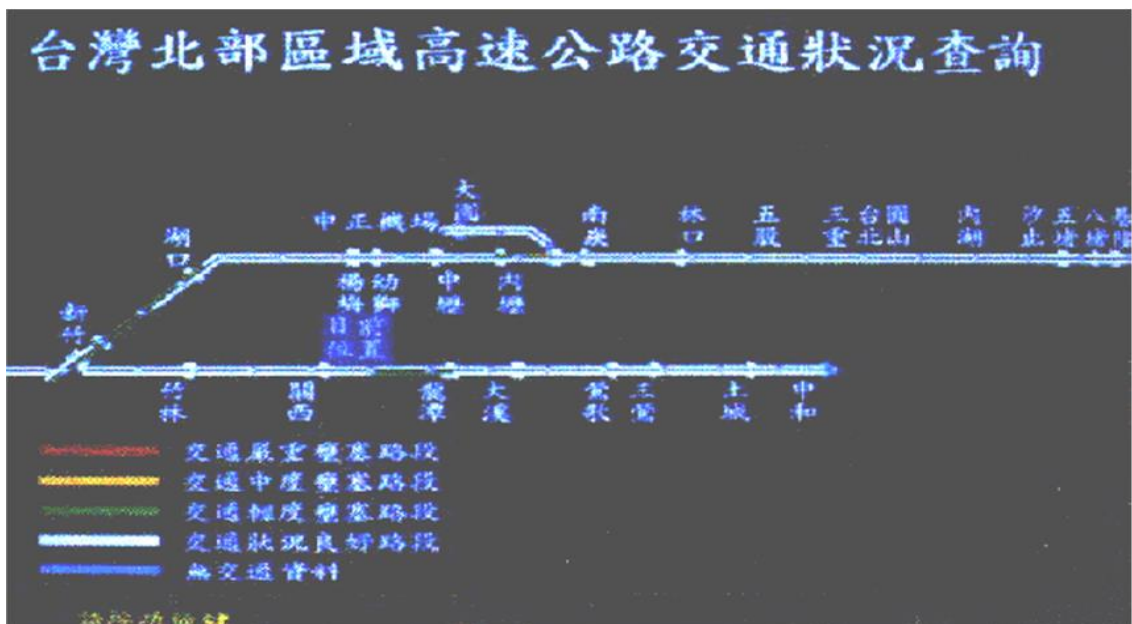 台灣北部區域高速公路交通狀況查詢
大園
中正機場
湖口
南崁
林口
五股
三重
台北
圓山
內湖
汐止
五堵
八堵
基隆
楊梅
幼獅
中壢
內壢
新竹
目前位置
竹林
關西
龍潭
大溪
鶯歌
三鶯
土城
中和
交通嚴重壅塞路段
交通中度壅塞路段
交通輕度壅塞路段
交通狀況良好路段
無交通資料